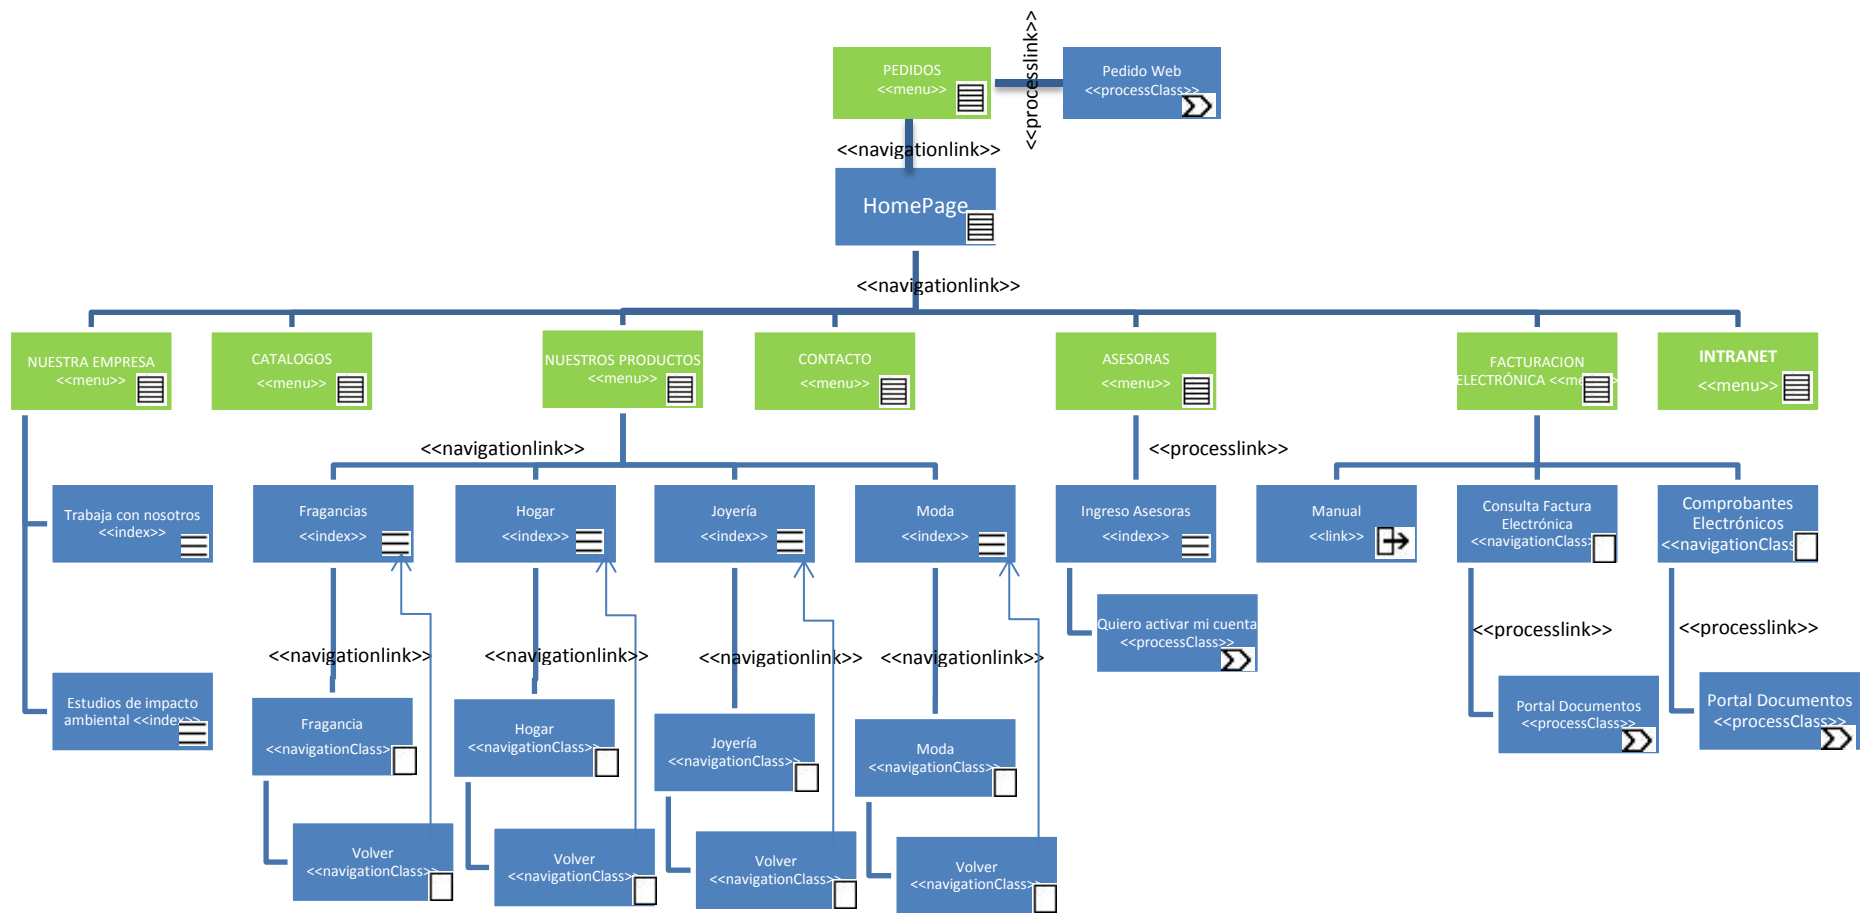 PEDIDOS
<<menu>>
<<processlink>>
Pedido Web
<<processClass>>
<<navigationlink>>
HomePage
<<navigationlink>>
NUESTRA EMPRESA
<<menu>>
CATALOGOS
<<menu>>
NUESTROS PRODUCTOS
<<menu>>
CONTACTO
<<menu>>
ASESORAS
<<menu>>
FACTURACION
ELECTRÓNICA <<menu>>
INTRANET
<<menu>>
<<navigationlink>>
<<processlink>>
Trabaja con nosotros
<<index>>
Fragancias
<<index>>
Hogar
<<index>>
Joyería
<<index>>
Moda
<<index>>
Ingreso Asesoras
<<index>>
Manual
<<link>>
Consulta Factura
Electrónica
<<navigationClass>>
Comprobantes
Electrónicos
<<navigationClass>>
Quiero activar mi cuenta
<<processClass>>
<<processlink>>
<<processlink>>
<<navigationlink>>
<<navigationlink>>
<<navigationlink>>
<<navigationlink>>
Estudios de impacto
ambiental <<index>>
Fragancia
<<navigationClass>>
Hogar
<<navigationClass>>
Joyería
<<navigationClass>>
Moda
<<navigationClass>>
Portal Documentos
<<processClass>>
Portal Documentos
<<processClass>>
Volver
<<navigationClass>>
Volver
<<navigationClass>>
Volver
<<navigationClass>>
Volver
<<navigationClass>>